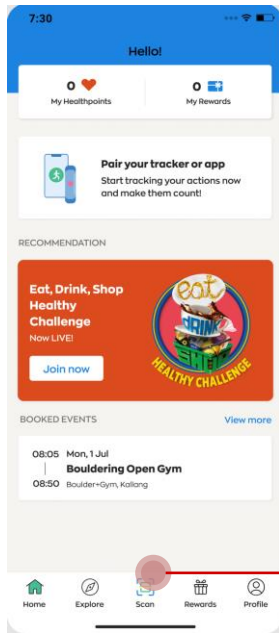 7:30
Hello!
0
0
My Healthpoints
My Rewards
Pair your tracker or app
Start tracking your actions now
and make them count!
RECOMMENDATION
Eat, Drink, Shop
Healthy
Challenge
Now LIVE!
Join now
eat
DRINK
HEALTHY CHALLENGE
BOOKED EVENTS
View more
08:05 Mon, 1 Jul
Bouldering Open Gym
08:50 Boulder+Gym, Kallang
Home
Explore
Scan
Rewards
Profile